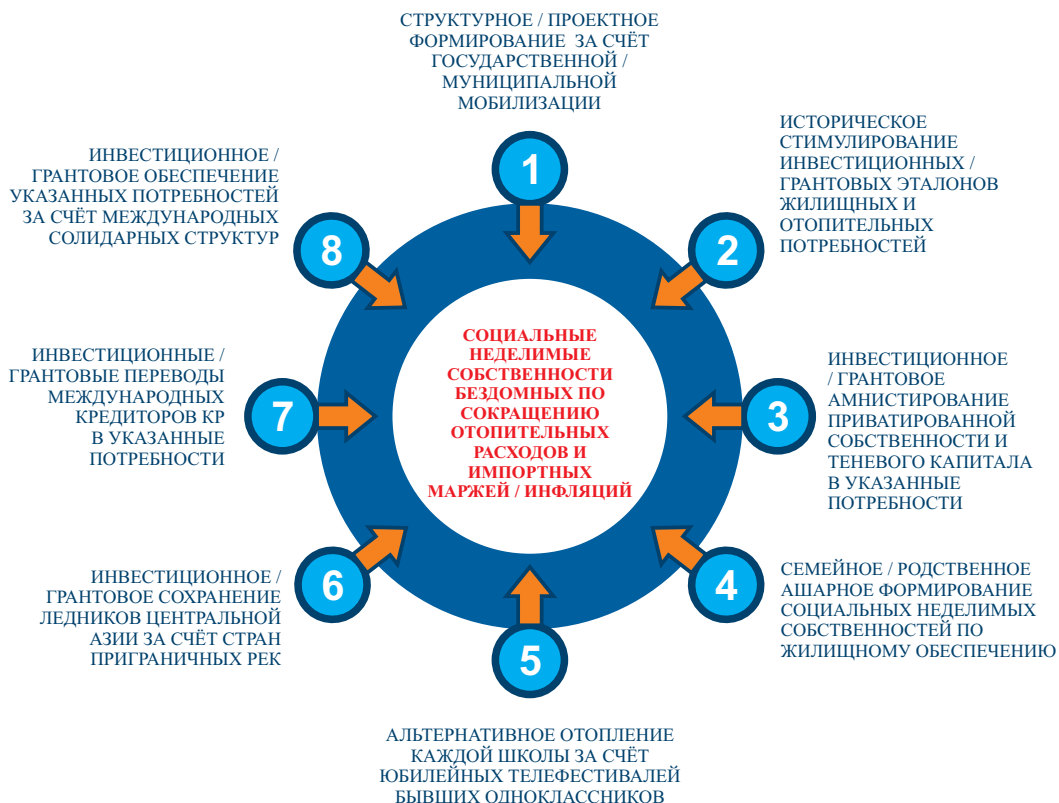 СТРУКТУРНОЕ / ПРОЕКТНОЕ
ФОРМИРОВАНИЕ ЗА СЧЁТ
ГОСУДАРСТВЕННОЙ /
МУНИЦИПАЛЬНОЙ
МОБИЛИЗАЦИИ
1
ИСТОРИЧЕСКОЕ
СТИМУЛИРОВАНИЕ
ИНВЕСТИЦИОННЫХ /
ГРАНТОВЫХ ЭТАЛОНОВ
ЖИЛИЩНЫХ И
ОТОПИТЕЛЬНЫХ
ПОТРЕБНОСТЕЙ
2
ИНВЕСТИЦИОННОЕ
/ ГРАНТОВОЕ
АМНИСТИРОВАНИЕ
ПРИВАТИРОВАННОЙ
СОБСТВЕННОСТИ И
ТЕНЕВОГО КАПИТАЛА
В УКАЗАННЫЕ
ПОТРЕБНОСТИ
3
СЕМЕЙНОЕ / РОДСТВЕННОЕ
АШАРНОЕ ФОРМИРОВАНИЕ
СОЦИАЛЬНЫХ НЕДЕЛИМЫХ
СОБСТВЕННОСТЕЙ ПО
ЖИЛИЩНОМУ ОБЕСПЕЧЕНИЮ
4
5
АЛЬТЕРНАТИВНОЕ ОТОПЛЕНИЕ
КАЖДОЙ ШКОЛЫ ЗА СЧЁТ
ЮБИЛЕЙНЫХ ТЕЛЕФЕСТИВАЛЕЙ
БЫВШИХ ОДНОКЛАССНИКОВ
ИНВЕСТИЦИОННОЕ /
ГРАНТОВОЕ СОХРАНЕНИЕ
ЛЕДНИКОВ ЦЕНТРАЛЬНОЙ
АЗИИ ЗА СЧЁТ СТРАН
ПРИГРАНИЧНЫХ РЕК
6
ИНВЕСТИЦИОННЫЕ /
ГРАНТОВЫЕ ПЕРЕВОДЫ
МЕЖДУНАРОДНЫХ
КРЕДИТОРОВ КР
В УКАЗАННЫЕ
ПОТРЕБНОСТИ
7
ИНВЕСТИЦИОННОЕ /
ГРАНТОВОЕ ОБЕСПЕЧЕНИЕ
УКАЗАННЫХ ПОТРЕБНОСТЕЙ
ЗА СЧЁТ МЕЖДУНАРОДНЫХ
СОЛИДАРНЫХ СТРУКТУР
8
СОЦИАЛЬНЫЕ
НЕДЕЛИМЫЕ
СОБСТВЕННОСТИ
БЕЗДОМНЫХ ПО
СОКРАЩЕНИЮ
ОТОПИТЕЛЬНЫХ
РАСХОДОВ И
ИМПОРТНЫХ
МАРЖЕЙ / ИНФЛЯЦИЙ